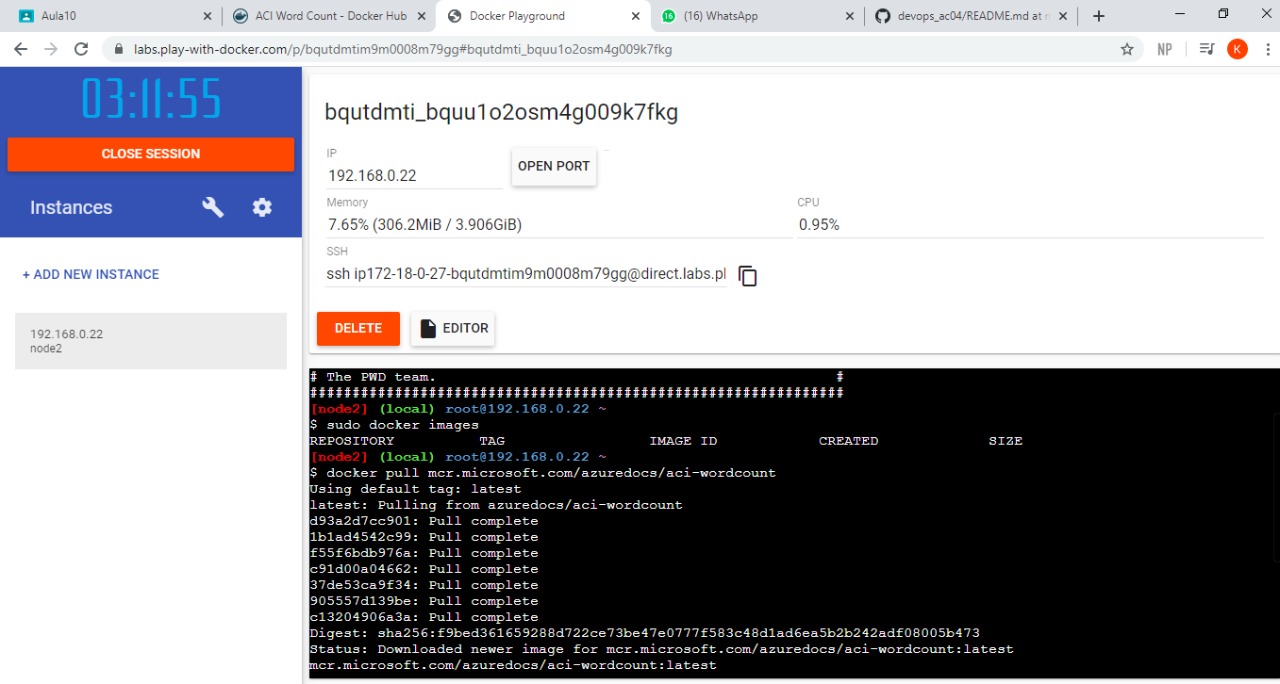 Aula10
ACI Word Count - Docker Hub
Docker Playground
(16) WhatsApp
devops_ac04/README.md at
labs.play-with-docker.com/p/bqutdmtim9m0008m79gg#bqutdmti_bquu1o2osm4g009k7fkg
NP
K
03:11:55
CLOSE SESSION
Instances
+ ADD NEW INSTANCE
192.168.0.22
node2
bqutdmti_bquu1o2osm4g009k7fkg
IP
192.168.0.22
OPEN PORT
Memory
7.65% (306.2MiB / 3.906GiB)
CPU
0.95%
SSH
ssh ip172-18-0-27-bqutdmtim9m0008m79gg@direct.labs.pl
DELETE
EDITOR
# The PWD team. #
###############################################################
[node2] (local) root@192.168.0.22 ~
$ sudo docker images
REPOSITORY TAG IMAGE ID CREATED SIZE
[node2] (local) root@192.168.0.22 ~
$ docker pull mcr.microsoft.com/azuredocs/aci-wordcount
Using default tag: latest
latest: Pulling from azuredocs/aci-wordcount
d93a2d7cc901: Pull complete
1b1ad4542c99: Pull complete
f55f6bdb976a: Pull complete
c91d00a04662: Pull complete
37de53ca9f34: Pull complete
905557d139be: Pull complete
c13204906a3a: Pull complete
Digest: sha256:f9bed361659288d722ce73be47e0777f583c48d1ad6ea5b2b242adf08005b473
Status: Downloaded newer image for mcr.microsoft.com/azuredocs/aci-wordcount:latest
mcr.microsoft.com/azuredocs/aci-wordcount:latest